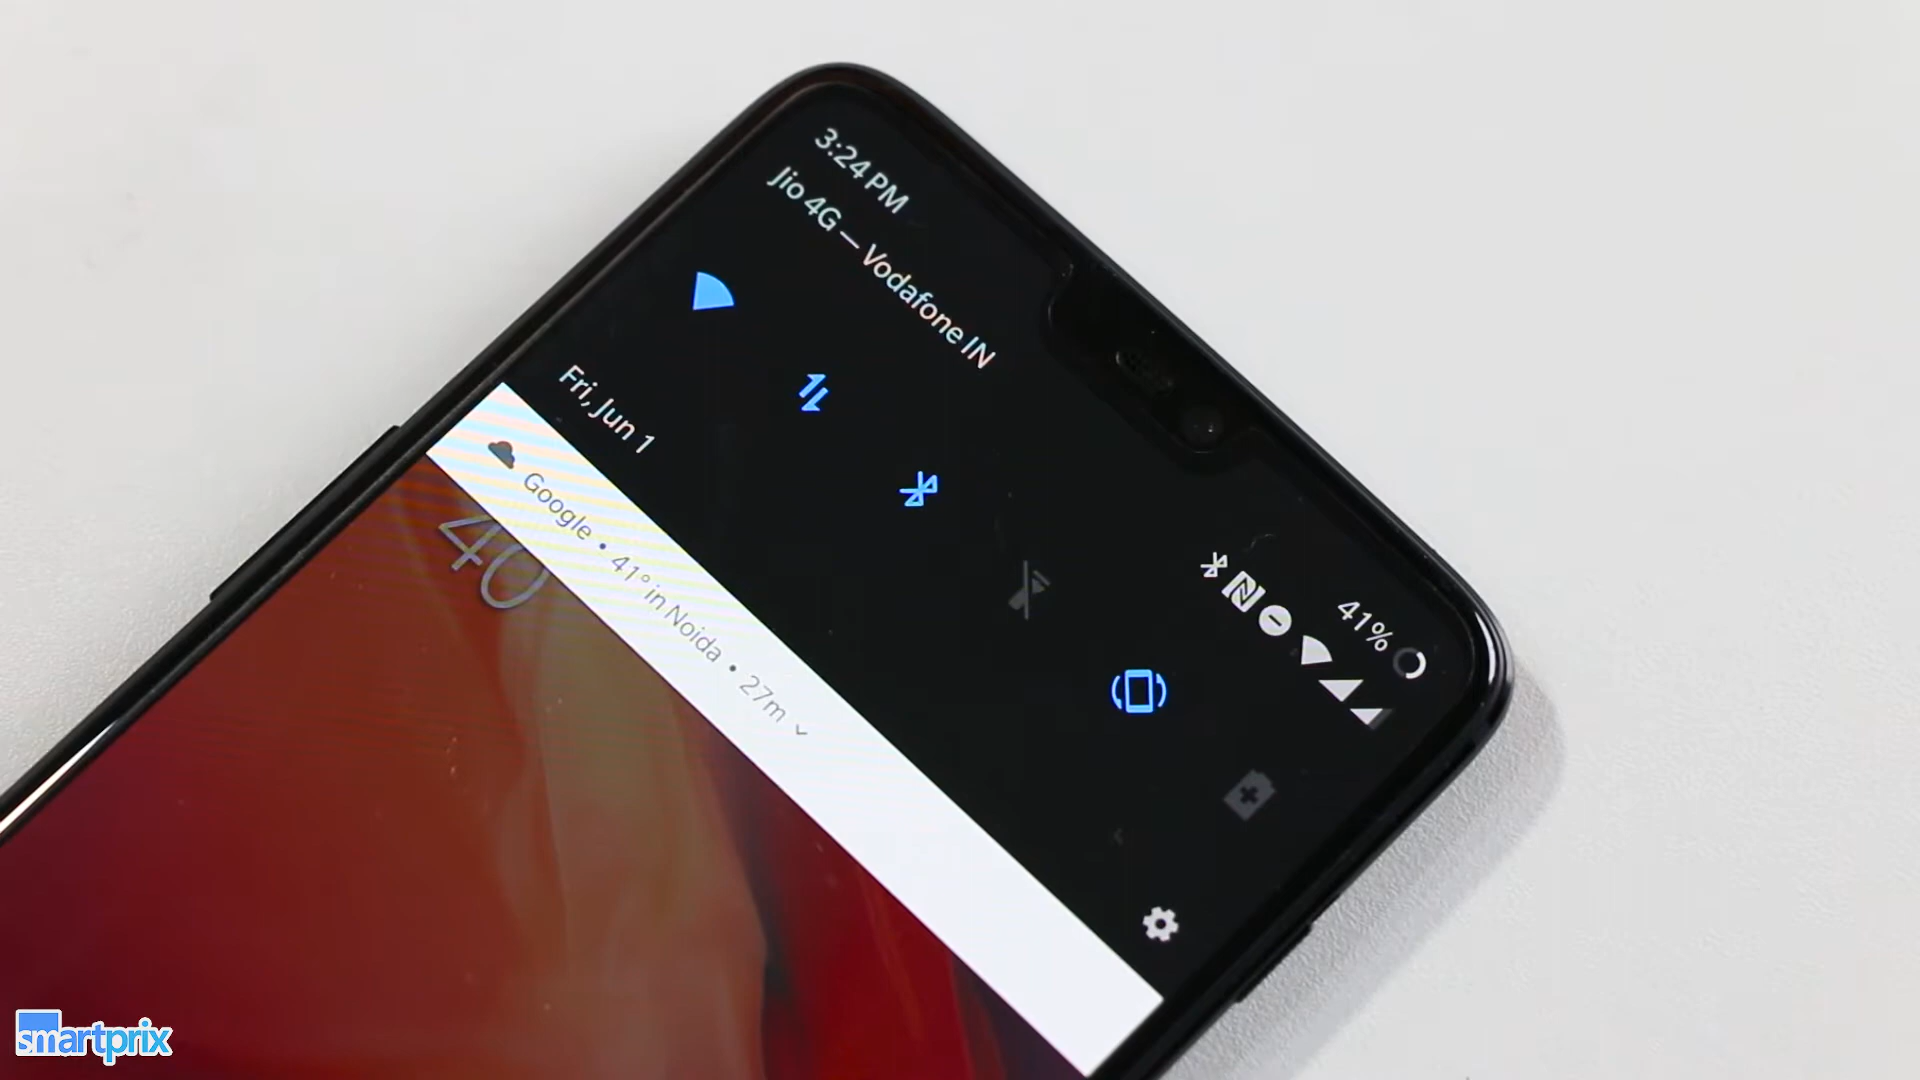 3:24 PM
Jio 4G — Vodafone IN
41%
Fri, Jun 1
Google • 41° in Noida • 27m
40
smartprix